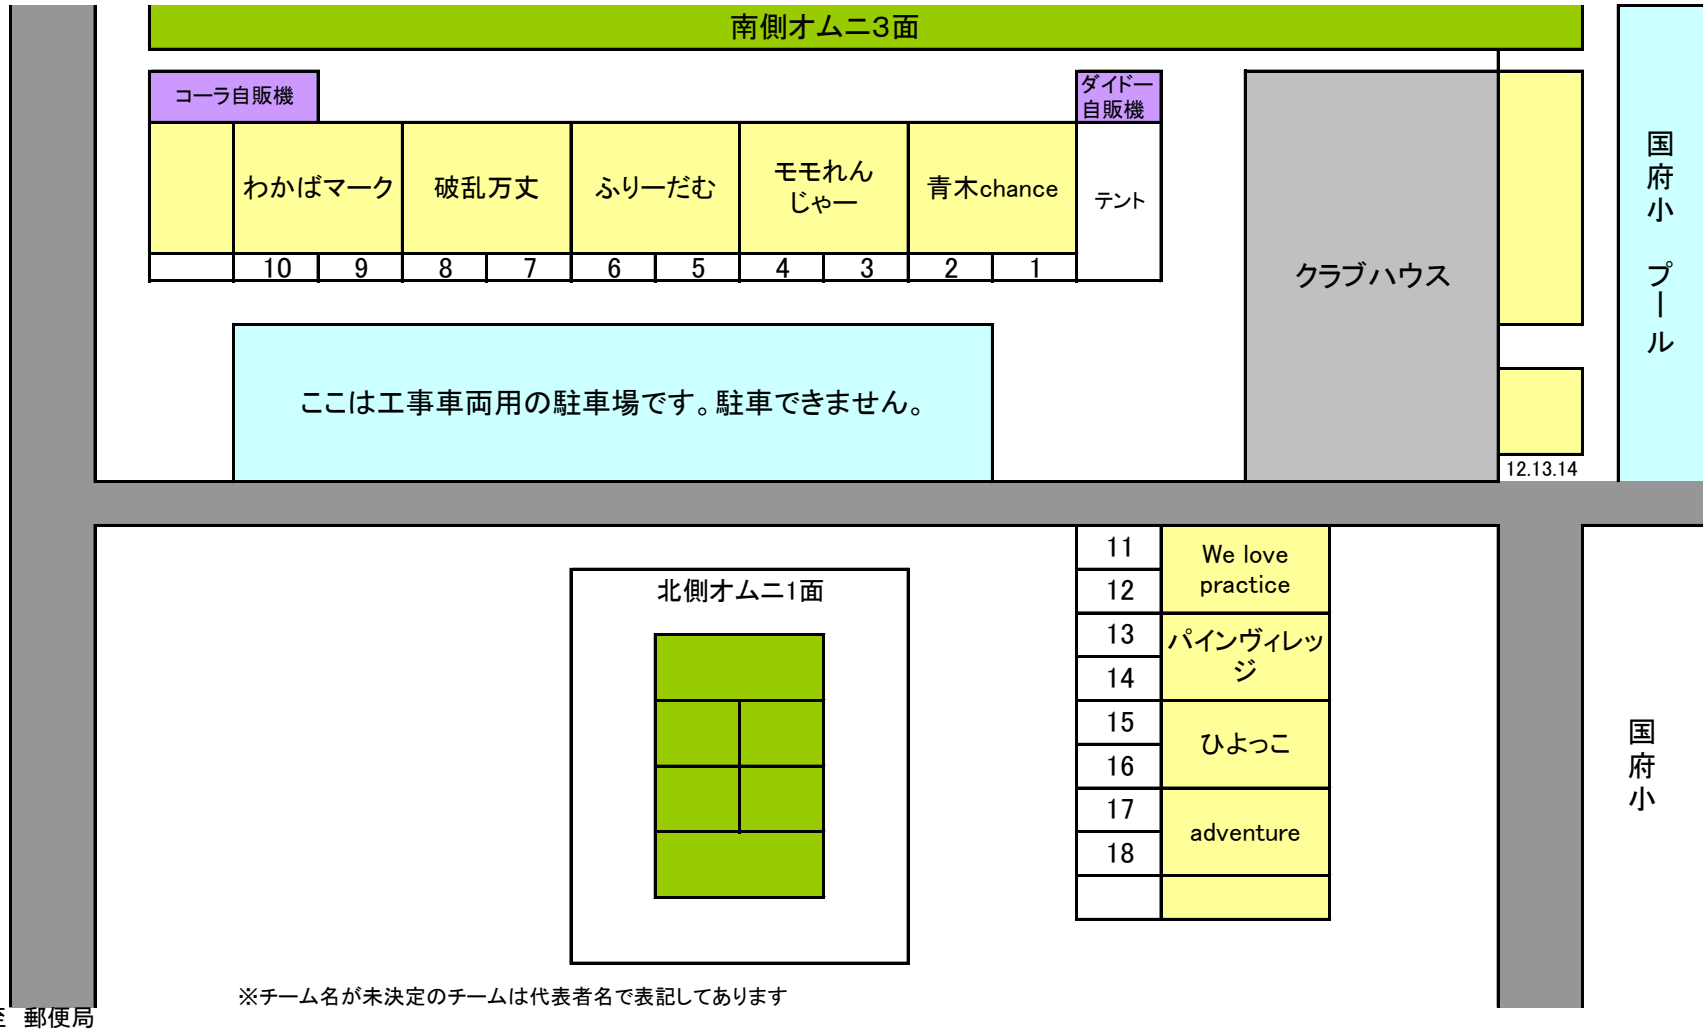 南側オムニ3面
コーラ自販機
ダイドー
自販機
わかばマーク
破乱万丈
ふりーだむ
モモれん
じゃー
青木chance
テント
10 9 8 7 6 5 4 3 2 1
クラブハウス
国府小 プール
ここは工事車両用の駐車場です。駐車できません。
12.13.14
11
12
We love
practice
13
14
パインヴィレッ
ジ
15
16
ひよっこ
17
18
adventure
北側オムニ1面
国府小
※チーム名が未決定のチームは代表者名で表記してあります
至 郵便局